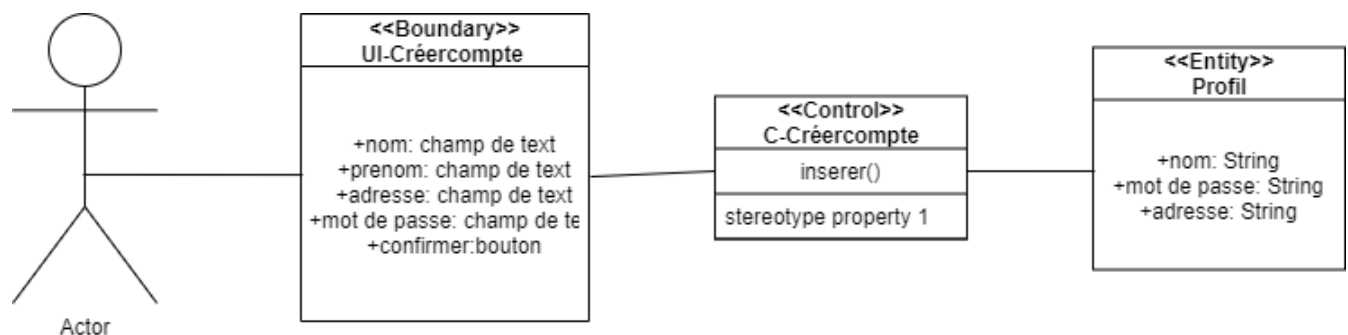 <<Boundary>>
UI-Créercompte
+nom: champ de text
+prenom: champ de text
+adresse: champ de text
+mot de passe: champ de te
+confirmer:bouton
<<Control>>
C-Créercompte
inserer()
stereotype property 1
<<Entity>>
Profil
+nom: String
+mot de passe: String
+adresse: String
Actor